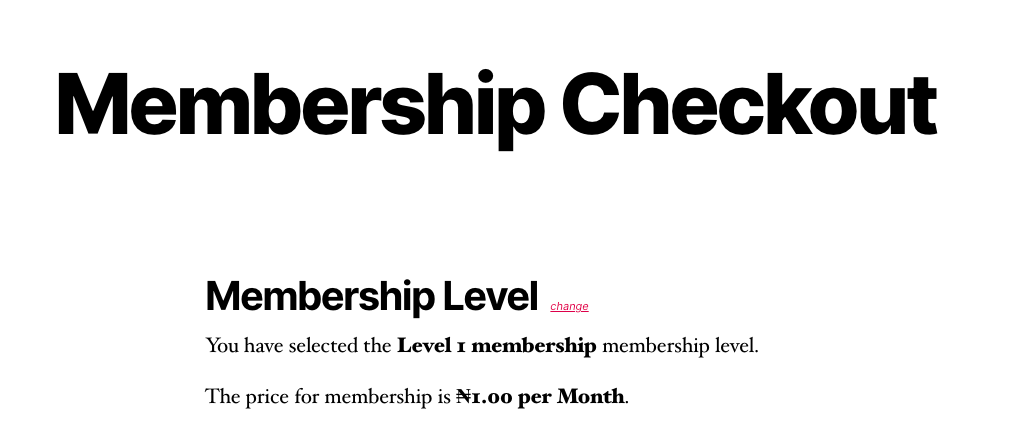 Membership Checkout
Membership Level change
You have selected the Level 1 membership membership level.
The price for membership is ₦1.00 per Month.